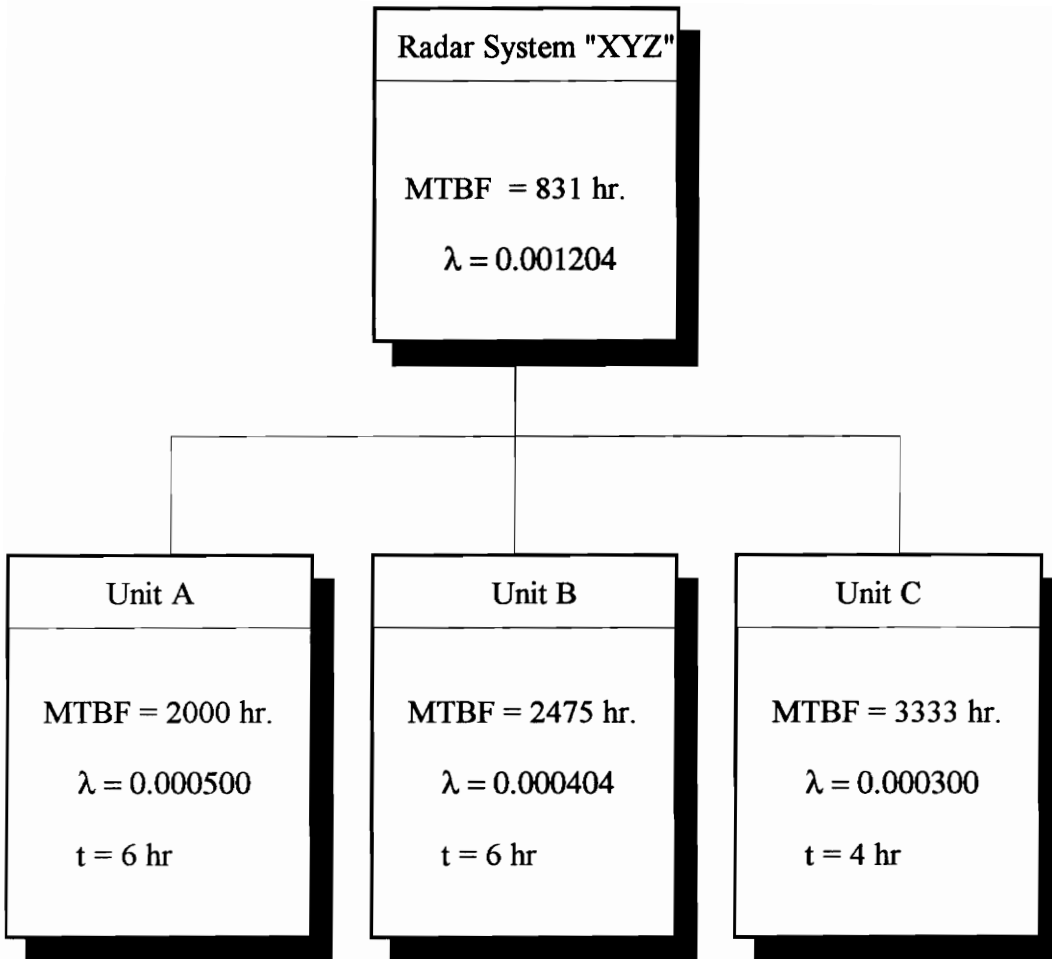 Radar System "XYZ"
MTBF = 831 hr.
λ = 0.001204
Unit A
MTBF = 2000 hr.
λ = 0.000500
t = 6 hr
Unit B
MTBF = 2475 hr.
λ = 0.000404
t = 6 hr
Unit C
MTBF = 3333 hr.
λ = 0.000300
t = 4 hr